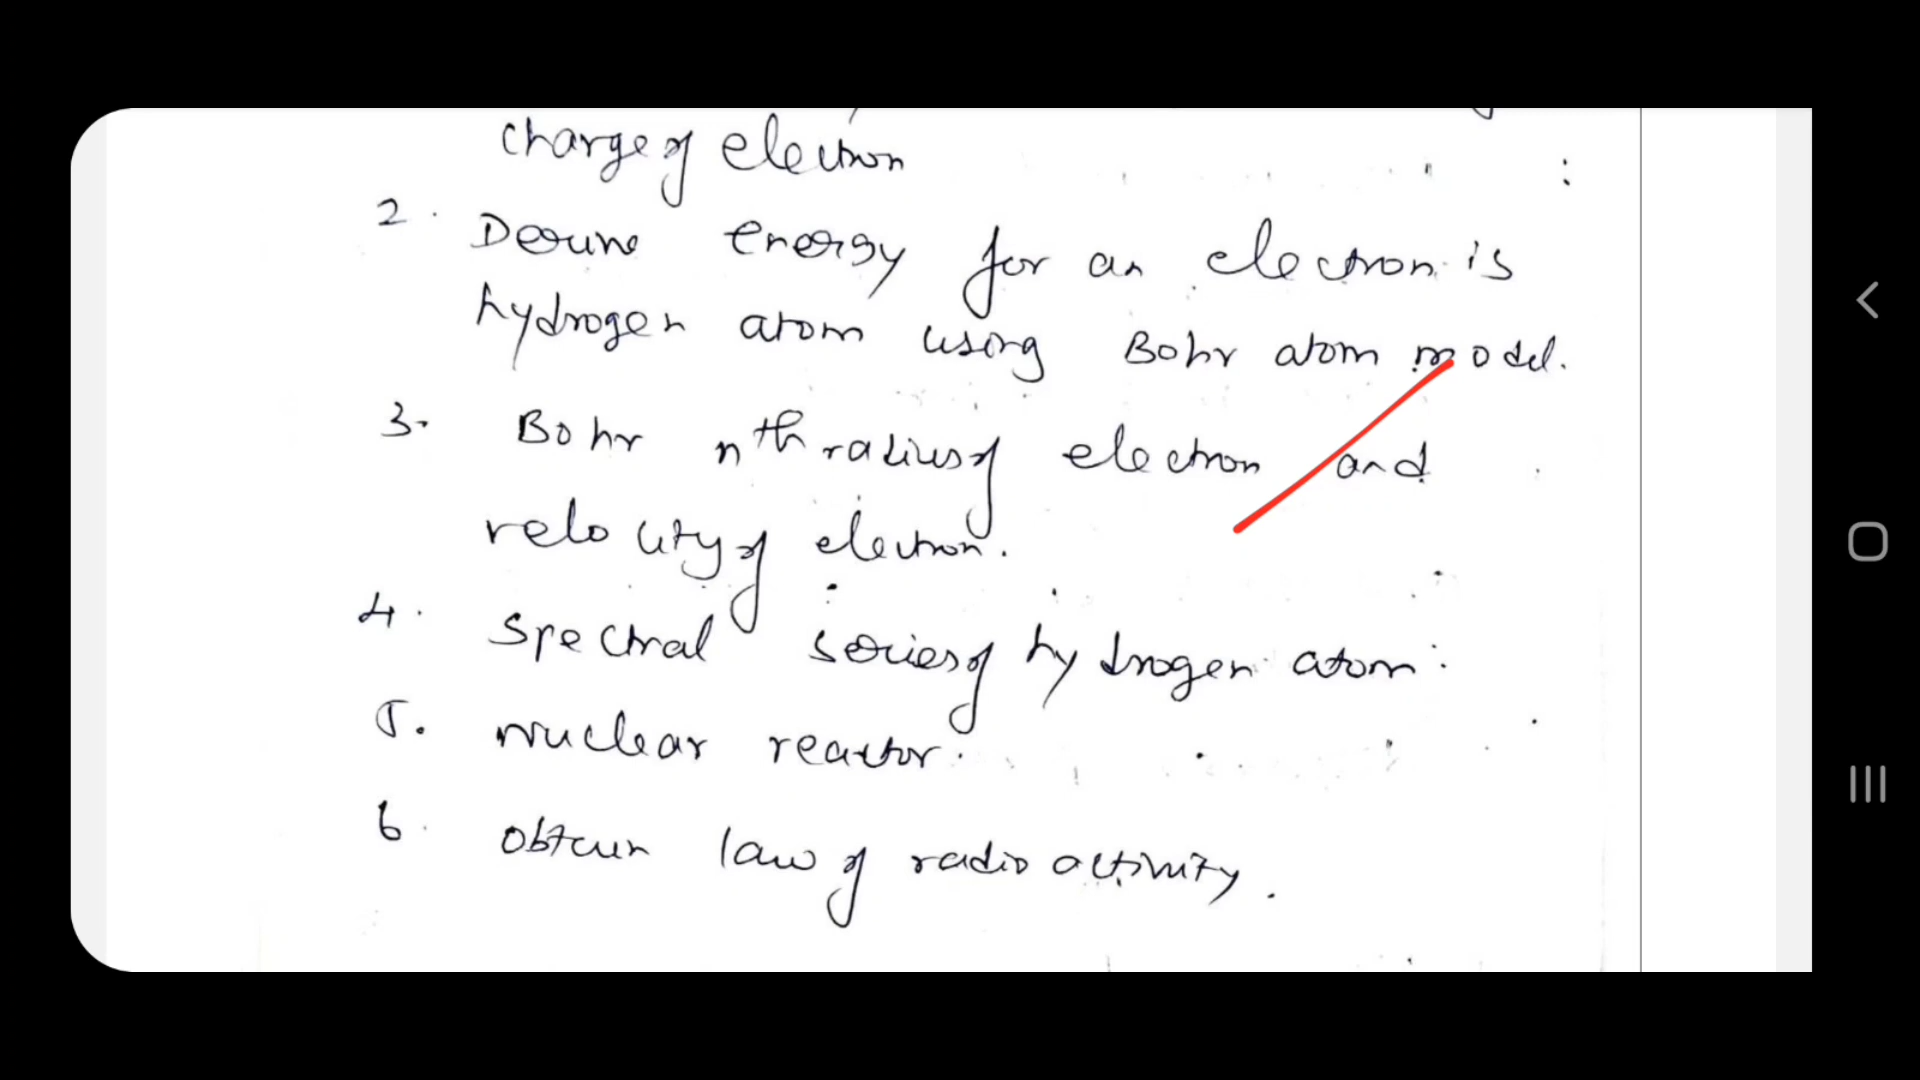 charge of electron
2. Derive energy for an electron is
hydrogen atom using Bohr atom model.
3. Bohr nth radius of electron and
velocity of electron.
4. Spectral series of hydrogen atom.
5. nuclear reactor.
6. Obtain law of radio activity.